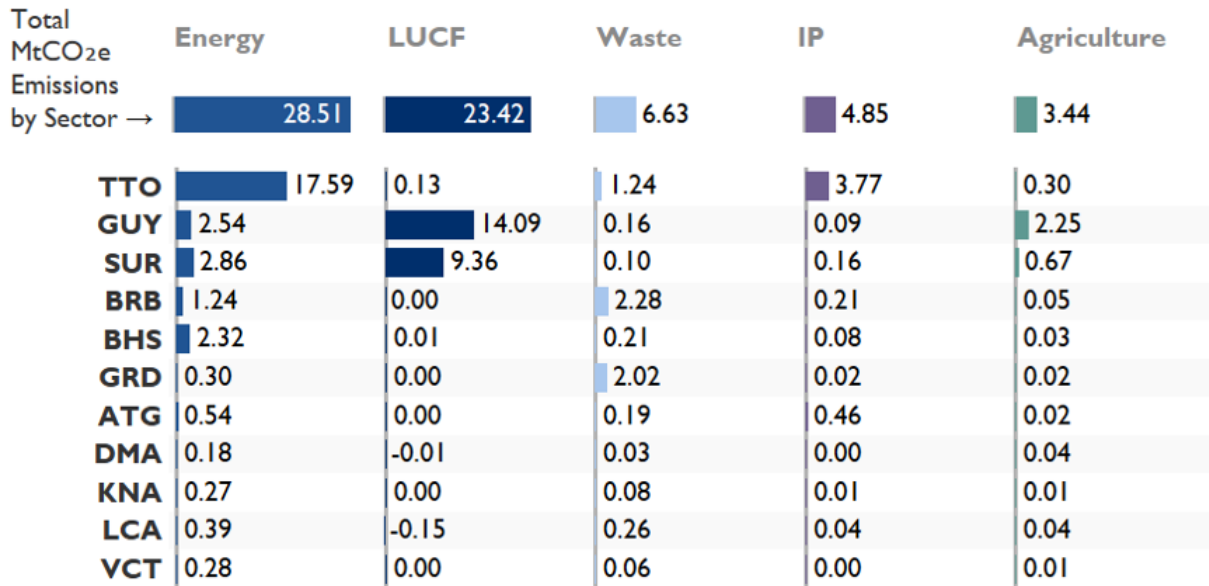 Total
MtCO2e
Emissions
by Sector →
Energy LUCF Waste IP Agriculture
28.51 23.42 6.63 4.85 3.44
TTO 17.59 0.13 1.24 3.77 0.30
GUY 2.54 14.09 0.16 0.09 2.25
SUR 2.86 9.36 0.10 0.16 0.67
BRB 1.24 0.00 2.28 0.21 0.05
BHS 2.32 0.01 0.21 0.08 0.03
GRD 0.30 0.00 2.02 0.02 0.02
ATG 0.54 0.00 0.19 0.46 0.02
DMA 0.18 -0.01 0.03 0.00 0.04
KNA 0.27 0.00 0.08 0.01 0.01
LCA 0.39 -0.15 0.26 0.04 0.04
VCT 0.28 0.00 0.06 0.00 0.01